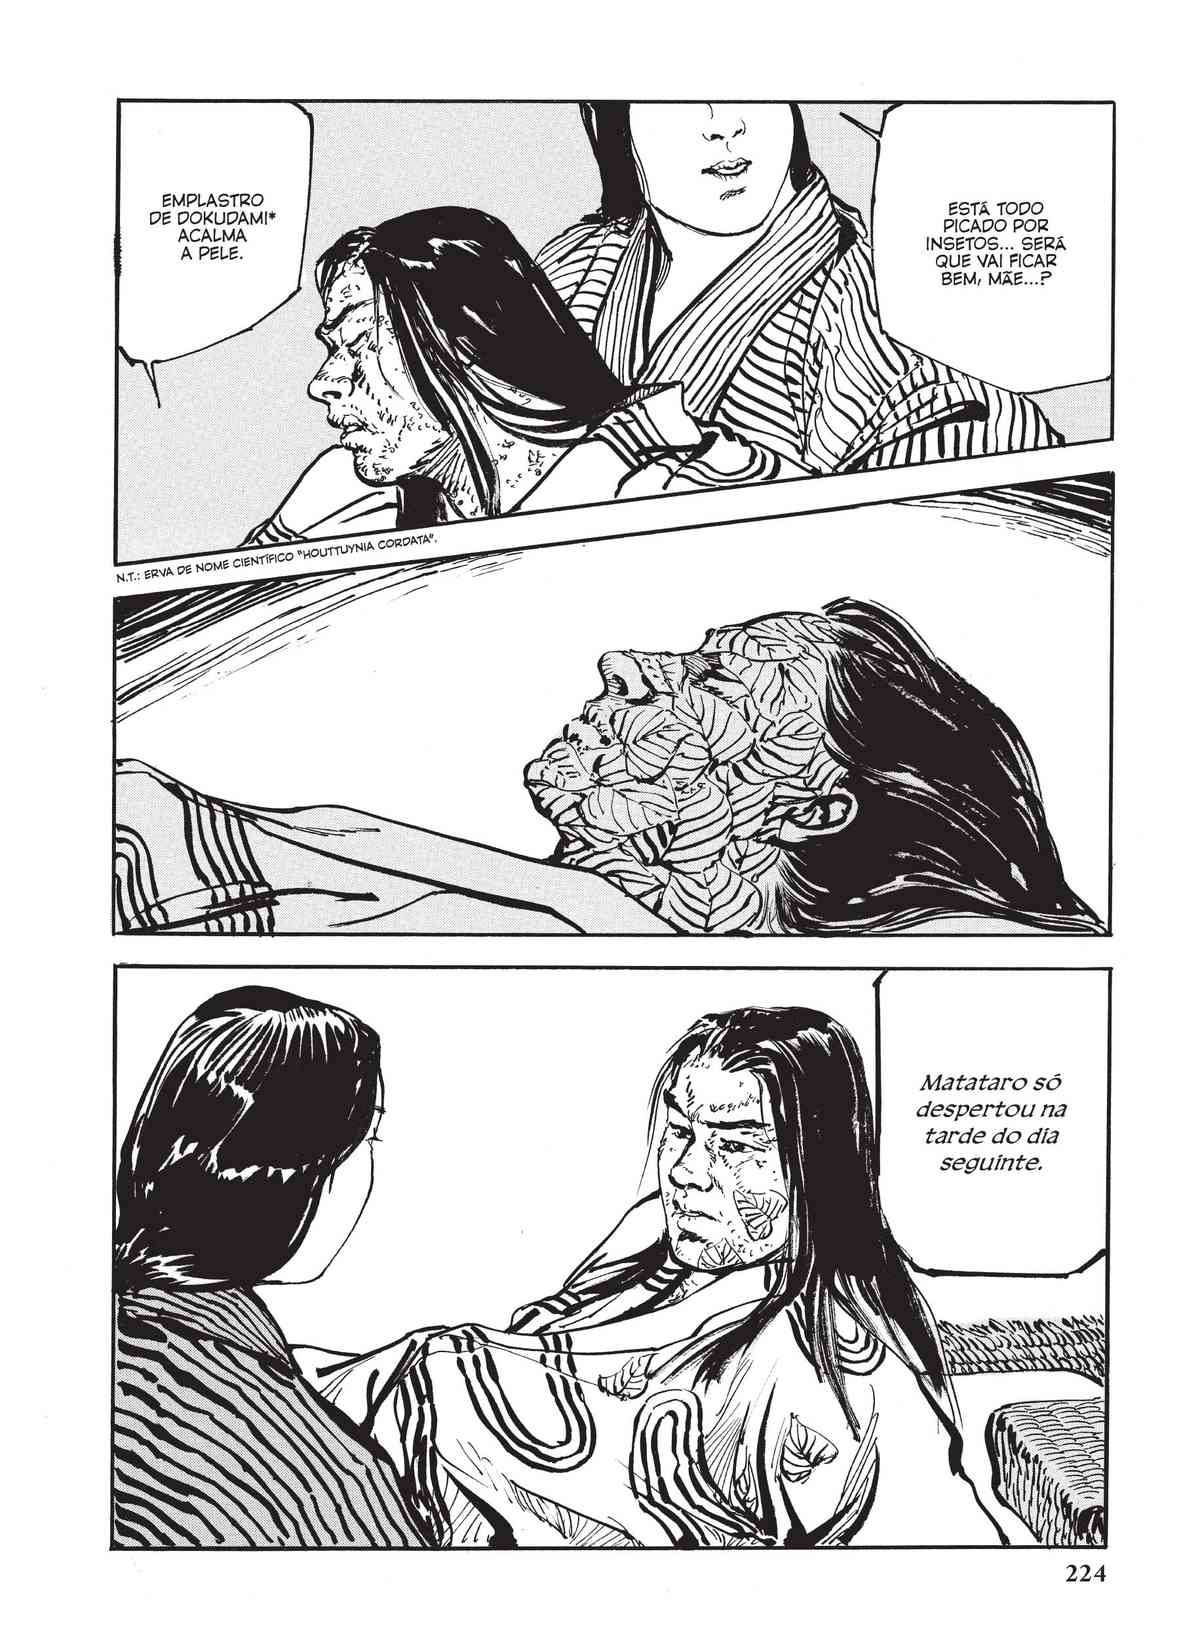 ESTÁ TODO
PICADO POR
INSETOS... SERÁ
QUE VAI FICAR
BEM, MÃE...?
EMPLASTRO
DE DOKUDAMI*
ACALMA
A PELE.
N.T.: ERVA DE NOME CIENTÍFICO "HOUTTUYNIA CORDATA".
Matataro só
despertou na
tarde do dia
seguinte.
224